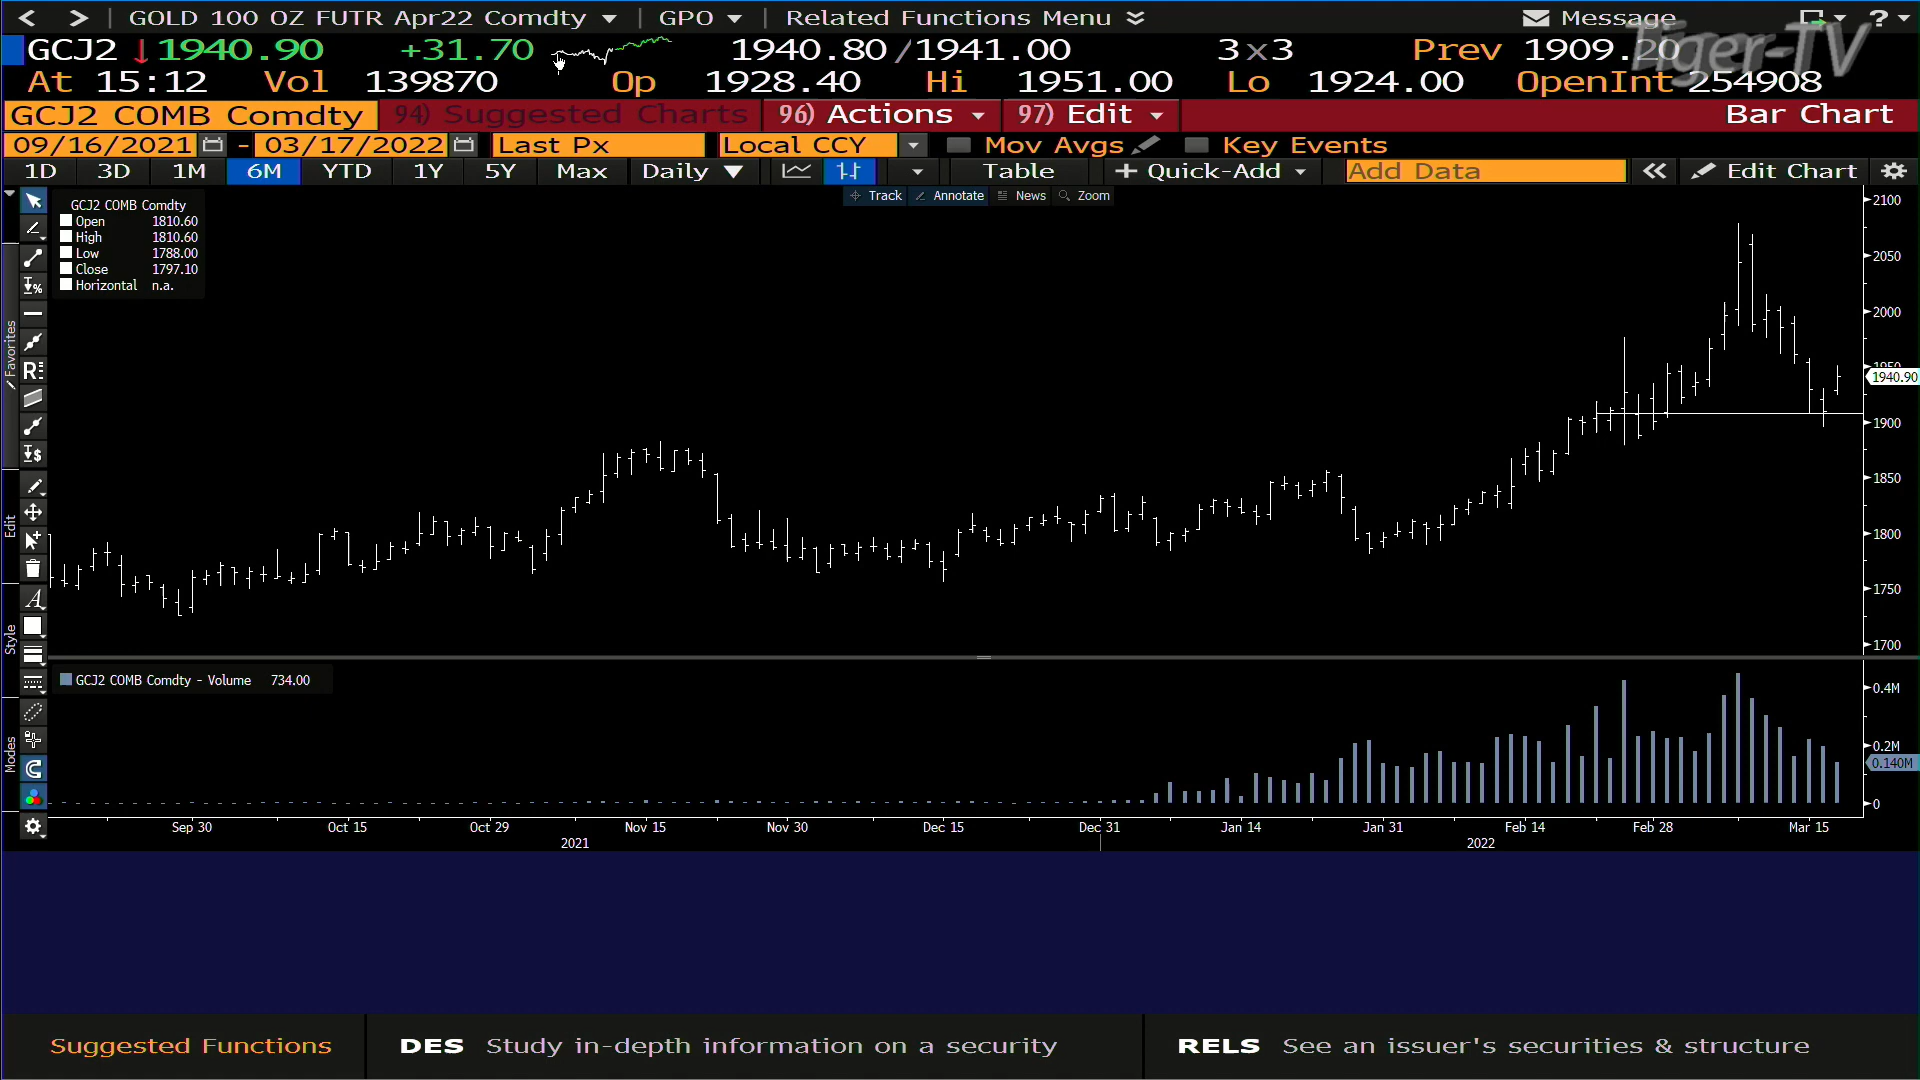 GOLD 100 OZ FUTR Apr22 Comdty GPO Related Functions Menu Message ?
GCJ2 ↓1940.90 +31.70 1940.80/1941.00 3x3 Prev 1909.20
Tiger-TV
At 15:12 Vol 139870 Op 1928.40 Hi 1951.00 Lo 1924.00 OpenInt 254908
GCJ2 COMB Comdty 94) Suggested Charts 96) Actions 97) Edit Bar Chart
09/16/2021 - 03/17/2022 Last Px Local CCY Mov Avgs Key Events
1D 3D 1M 6M YTD 1Y 5Y Max Daily ▼ Table + Quick-Add Add Data « Edit Chart
Track Annotate News Zoom
GCJ2 COMB Comdty
Open 1810.60
High 1810.60
Low 1788.00
Close 1797.10
Horizontal n.a.
Favorites
Edit
Style
Modes
2100
2050
2000
1950
1940.90
1900
1850
1800
1750
1700
GCJ2 COMB Comdty - Volume 734.00
0.4M
0.2M
0.140M
0
Sep 30 Oct 15 Oct 29 Nov 15 Nov 30 Dec 15 Dec 31 Jan 14 Jan 31 Feb 14 Feb 28 Mar 15
2021 2022
Suggested Functions DES Study in-depth information on a security RELS See an issuer's securities & structure